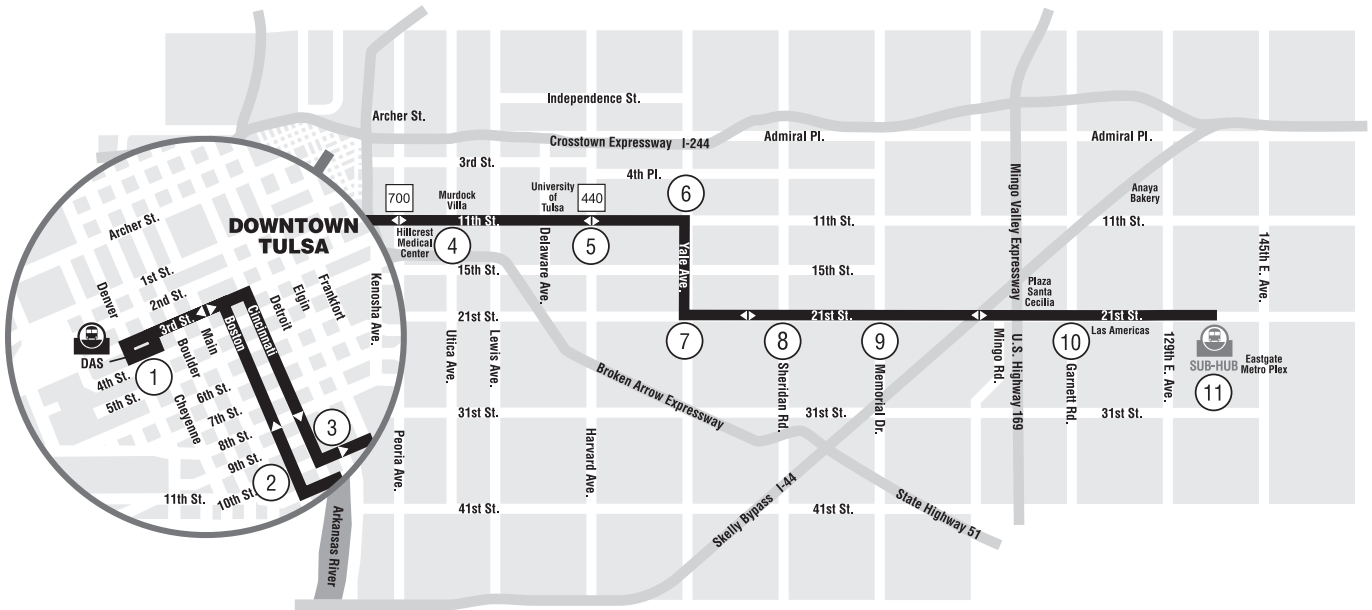 Independence St.
Archer St.
Crosstown Expressway I-244
Admiral Pl.
Admiral Pl.
3rd St.
4th Pl.
700
Murdock
Villa
University
of
Tulsa
440
6
Anaya
Bakery
11th St.
11th St.
11th St.
Hillcrest
Medical
Center
4
5
Delaware Ave.
Yale Ave.
Mingo Valley Expressway
145th E. Ave.
15th St.
15th St.
Plaza
Santa
Cecilia
Kenosha Ave.
21st St.
21st St.
21st St.
Las Americas
Utica Ave.
Lewis Ave.
7
8
9
10
Sheridan Rd.
Memorial Dr.
Mingo Rd.
U.S. Highway 169
Garnett Rd.
129th E. Ave.
SUB-HUB
Eastgate
Metro Plex
11
Broken Arrow Expressway
31st St.
31st St.
31st St.
Peoria Ave.
Harvard Ave.
41st St.
41st St.
Skelly Bypass I-44
State Highway 51
Arkansas River
DOWNTOWN
TULSA
Archer St.
1st St.
2nd St.
3rd St.
Denver
DAS
1
4th St.
5th St.
Cheyenne
Boulder
Main
Boston
Cincinnati
Detroit
Elgin
Frankfort
6th St.
7th St.
8th St.
9th St.
10th St.
11th St.
2
3